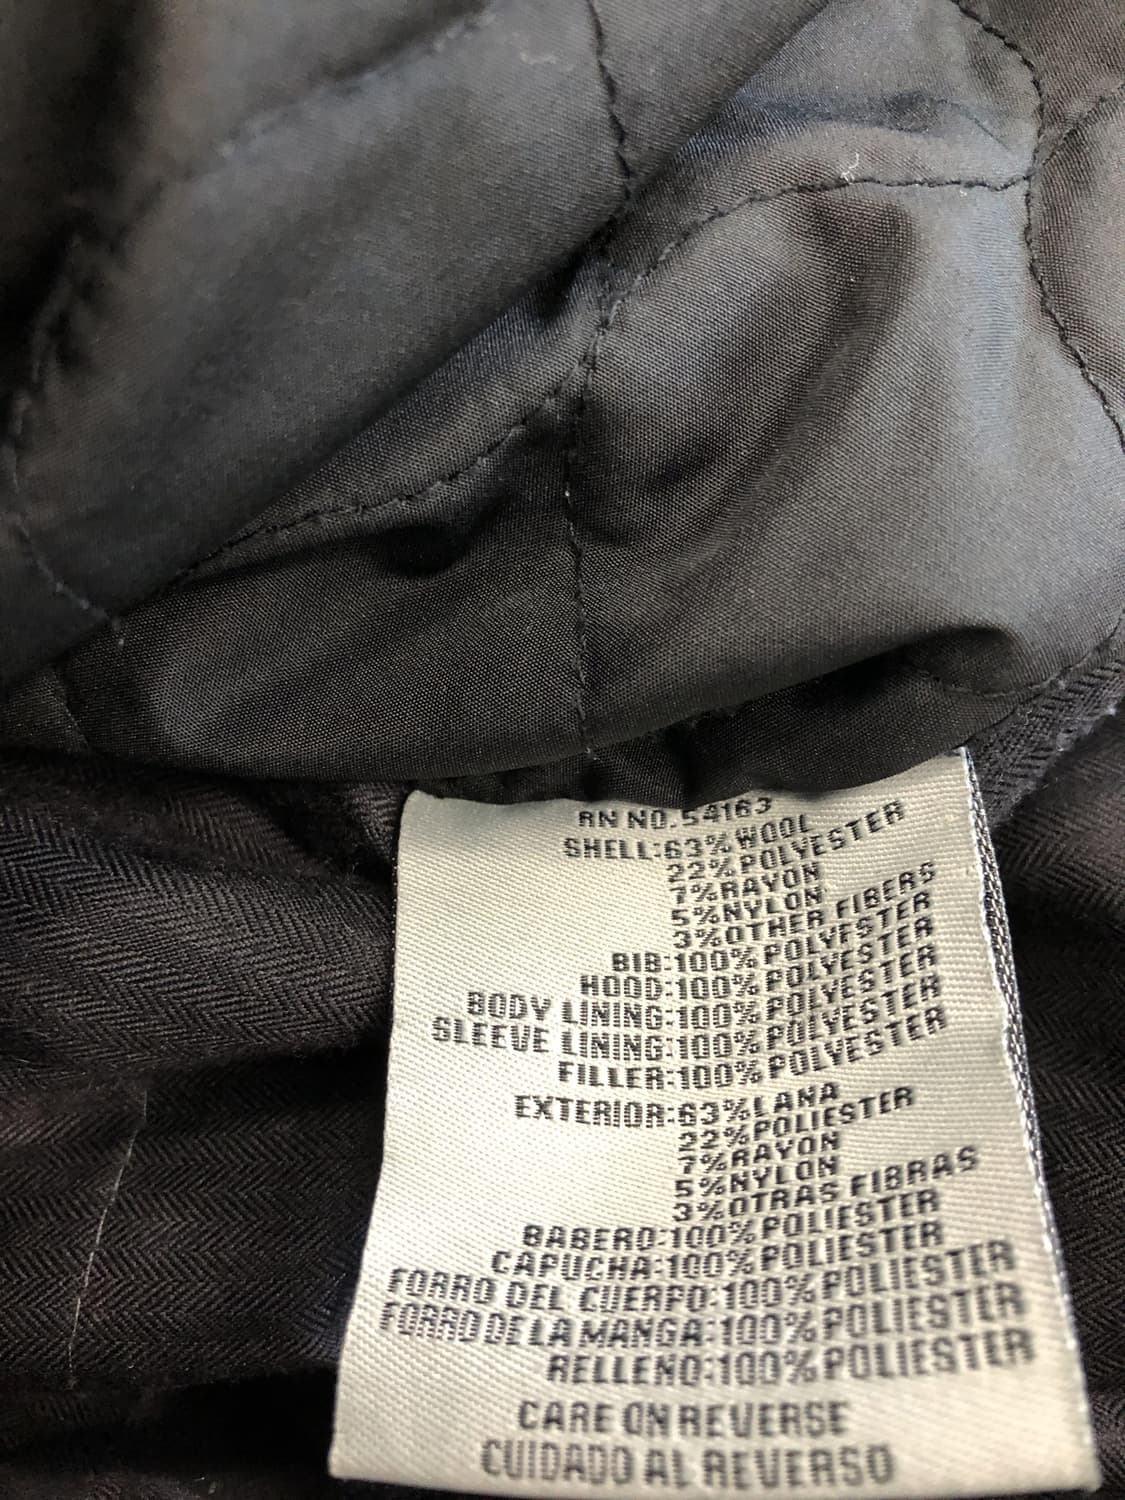 RN NO.54163
SHELL:63%WOOL
22%POLYESTER
7%RAYON
5%NYLON
3%OTHER FIBERS
BIB:100%POLYESTER
HOOD:100%POLYESTER
BODY LINING:100%POLYESTER
SLEEVE LINING:100%POLYESTER
FILLER:100%POLYESTER
EXTERIOR:63%LANA
22%POLIESTER
7%RAYON
5%NYLON
3%OTRAS FIBRAS
BABERO:100%POLIESTER
CAPUCHA:100%POLIESTER
FORRO DEL CUERPO:100%POLIESTER
FORRO DE LA MANGA:100%POLIESTER
RELLENO:100%POLIESTER
CARE ON REVERSE
CUIDADO AL REVERSO